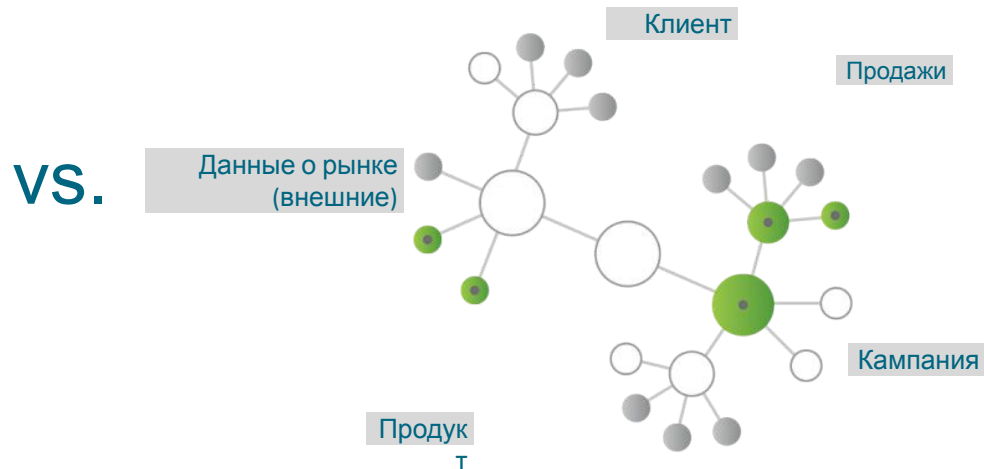 Клиент
Продажи
vs.
Данные о рынке
(внешние)
Кампания
Продук
т